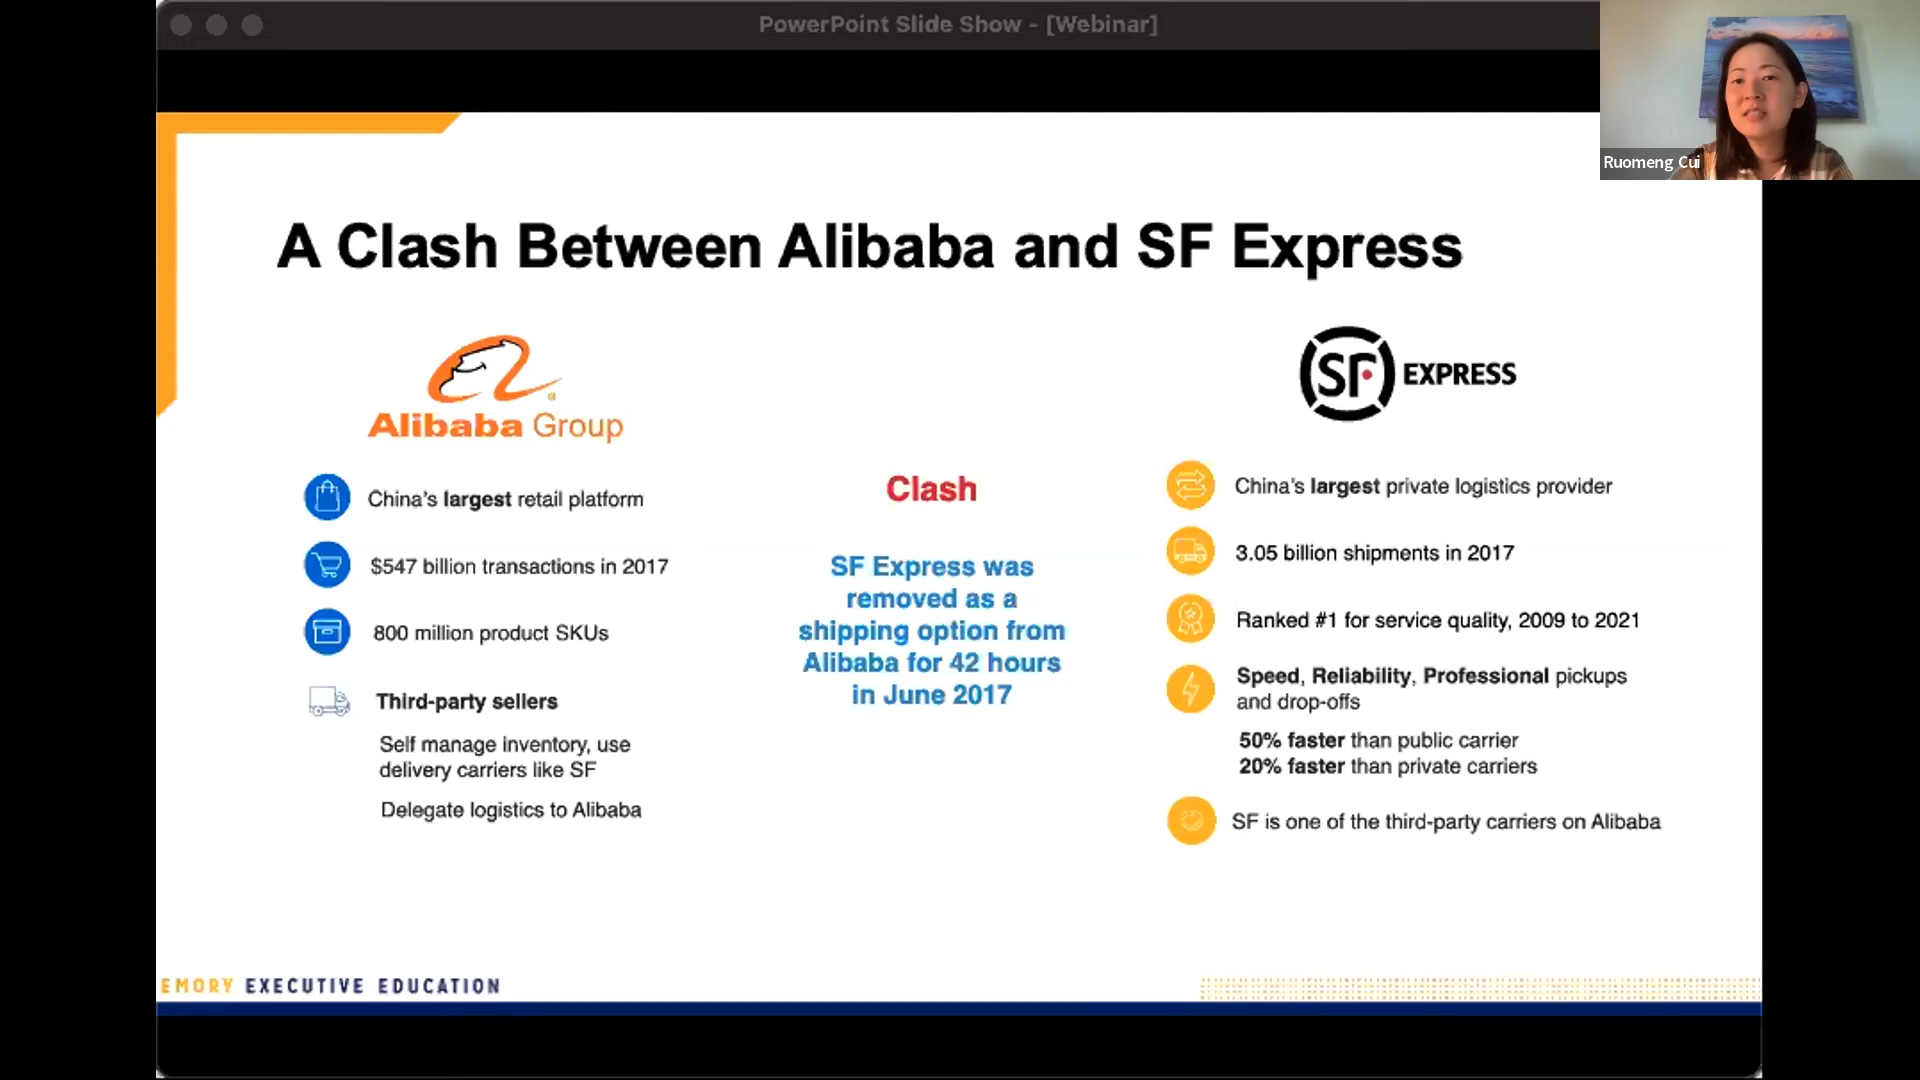 PowerPoint Slide Show - [Webinar]
Ruomeng Cui
A Clash Between Alibaba and SF Express
Alibaba Group
China's largest retail platform
$547 billion transactions in 2017
800 million product SKUs
Third-party sellers
Self manage inventory, use
delivery carriers like SF
Delegate logistics to Alibaba
Clash
SF Express was
removed as a
shipping option from
Alibaba for 42 hours
in June 2017
SF EXPRESS
China's largest private logistics provider
3.05 billion shipments in 2017
Ranked #1 for service quality, 2009 to 2021
Speed, Reliability, Professional pickups
and drop-offs
50% faster than public carrier
20% faster than private carriers
SF is one of the third-party carriers on Alibaba
EMORY EXECUTIVE EDUCATION